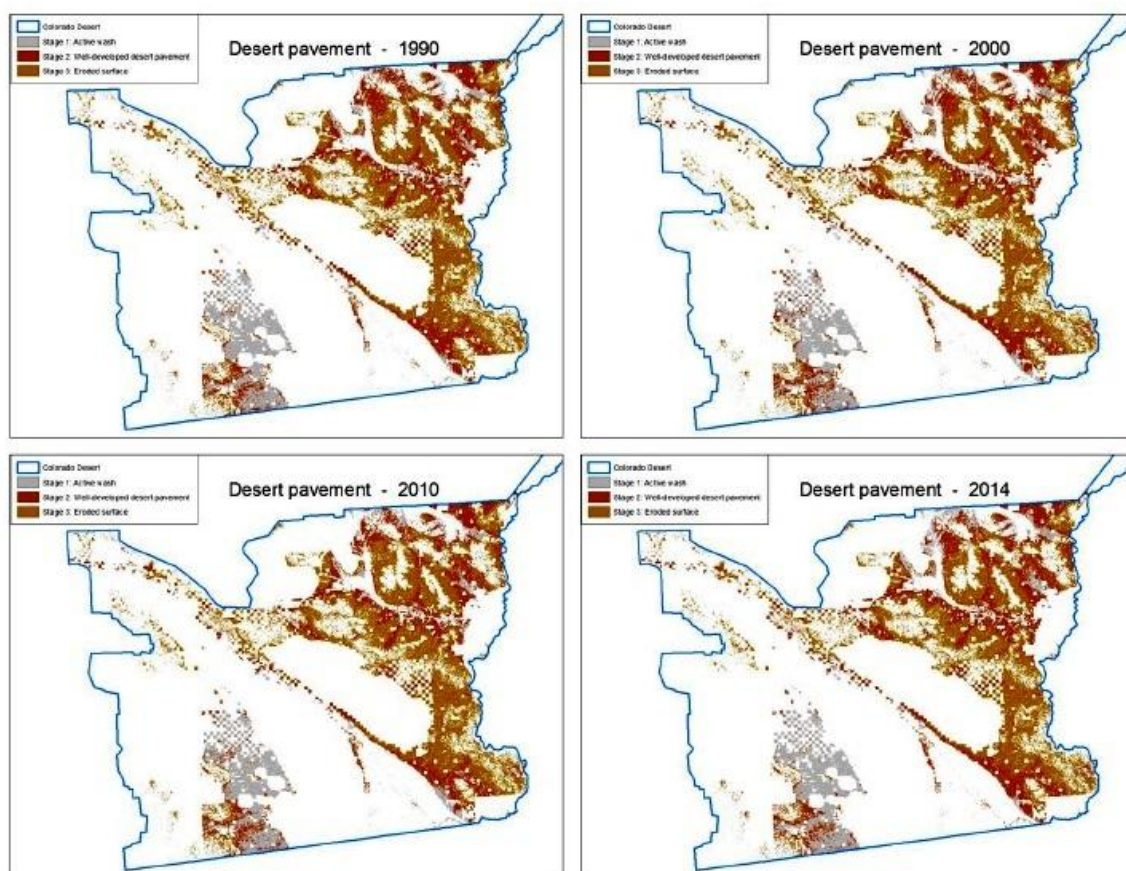 Colorado Desert
Stage 1: Active wash
Stage 2: Well-developed desert pavement
Stage 3: Eroded surface
Desert pavement - 1990
Colorado Desert
Stage 1: Active wash
Stage 2: Well-developed desert pavement
Stage 3: Eroded surface
Desert pavement - 2000
Colorado Desert
Stage 1: Active wash
Stage 2: Well-developed desert pavement
Stage 3: Eroded surface
Desert pavement - 2010
Colorado Desert
Stage 1: Active wash
Stage 2: Well-developed desert pavement
Stage 3: Eroded surface
Desert pavement - 2014